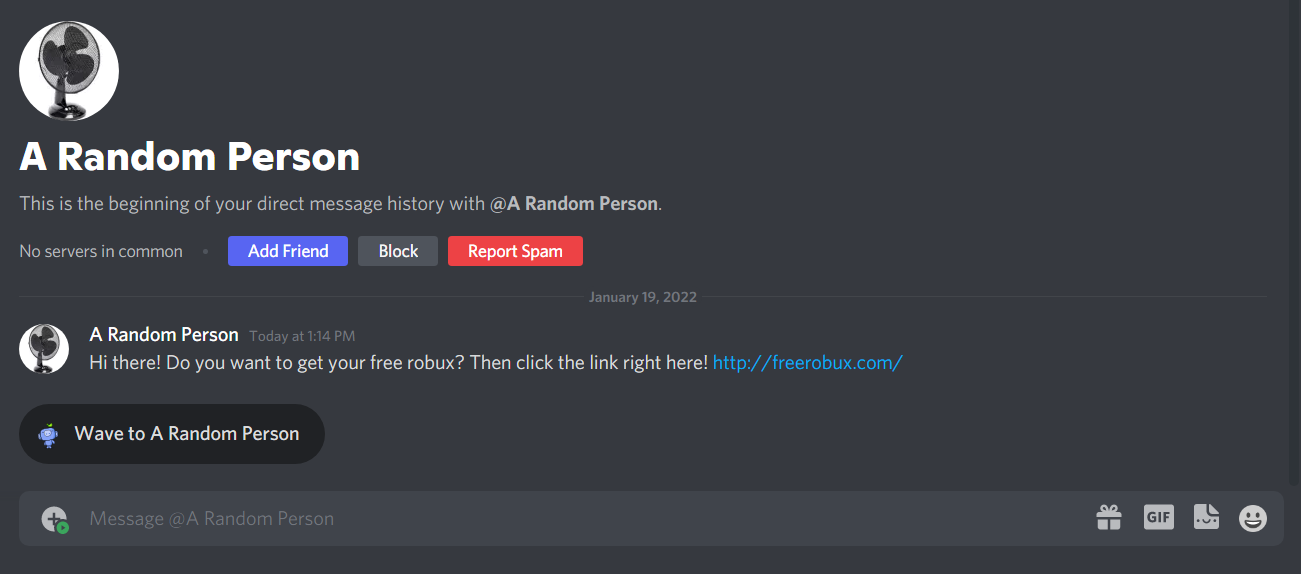 A Random Person
This is the beginning of your direct message history with @A Random Person.
No servers in common
Add Friend
Block
Report Spam
January 19, 2022
A Random Person Today at 1:14 PM
Hi there! Do you want to get your free robux? Then click the link right here! http://freerobux.com/
Wave to A Random Person
Message @A Random Person
GIF